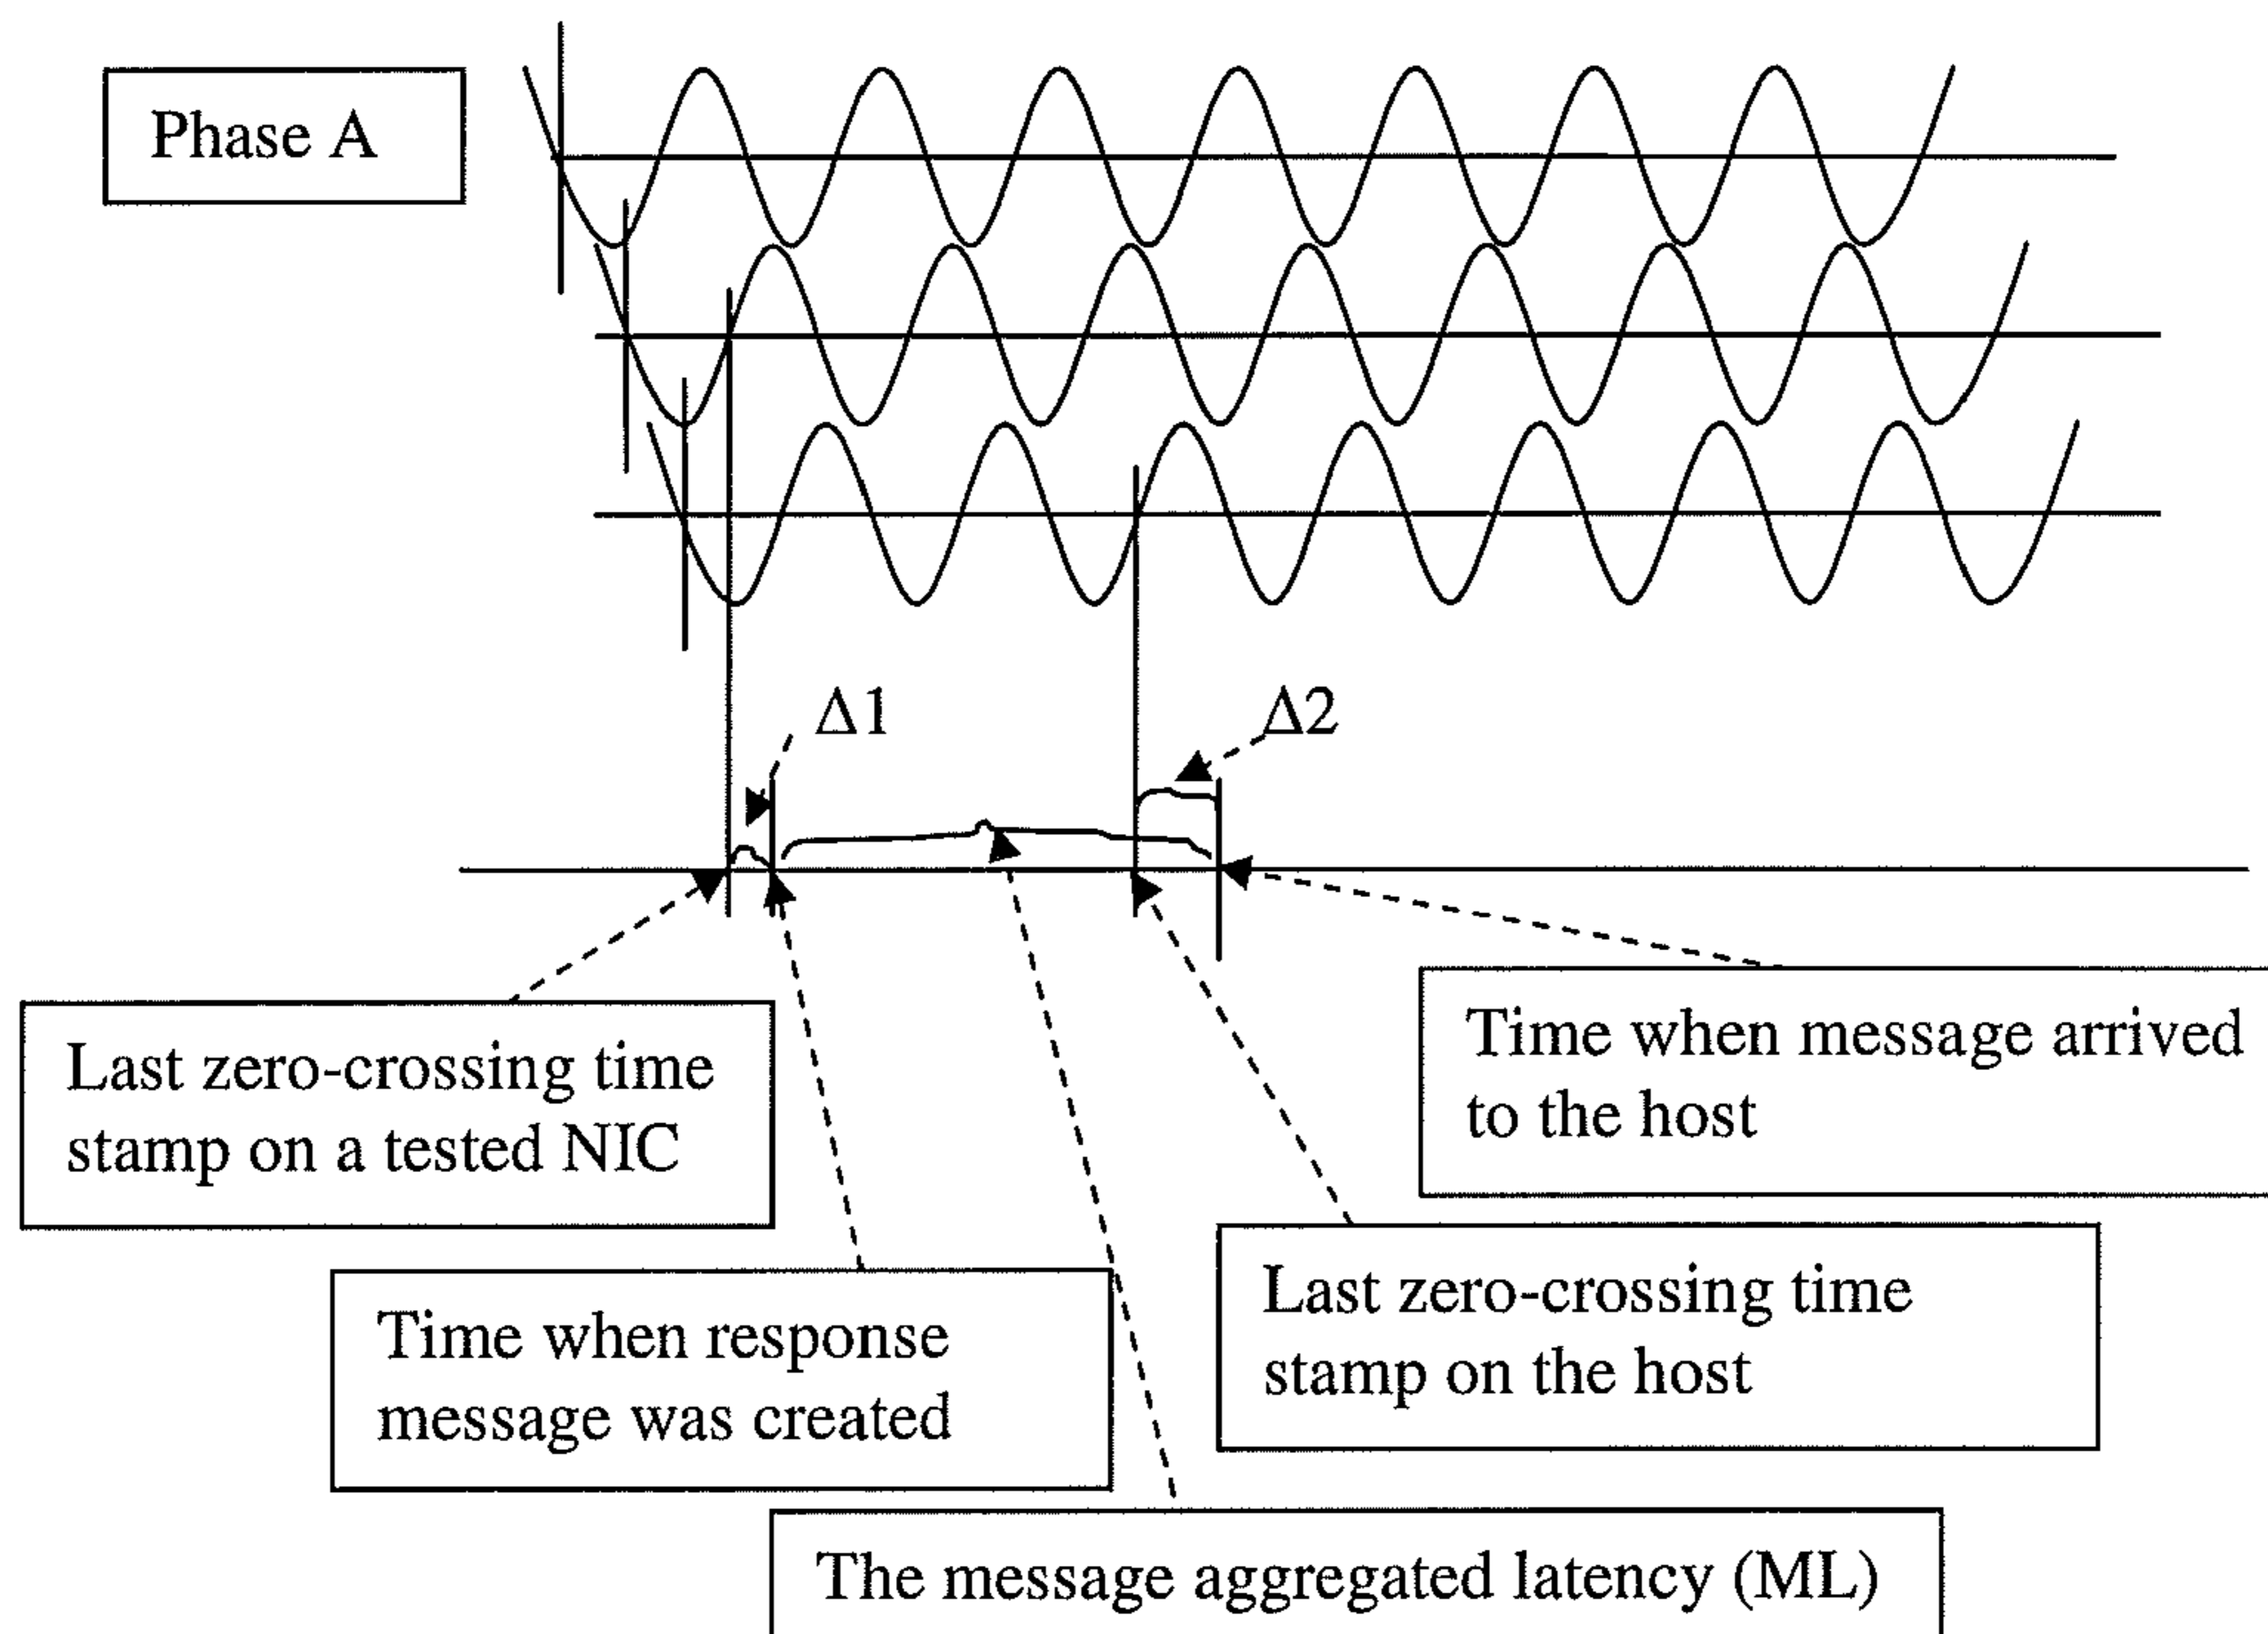 Phase A
Δ1
Δ2
Last zero-crossing time
stamp on a tested NIC
Time when message arrived
to the host
Time when response
message was created
Last zero-crossing time
stamp on the host
The message aggregated latency (ML)